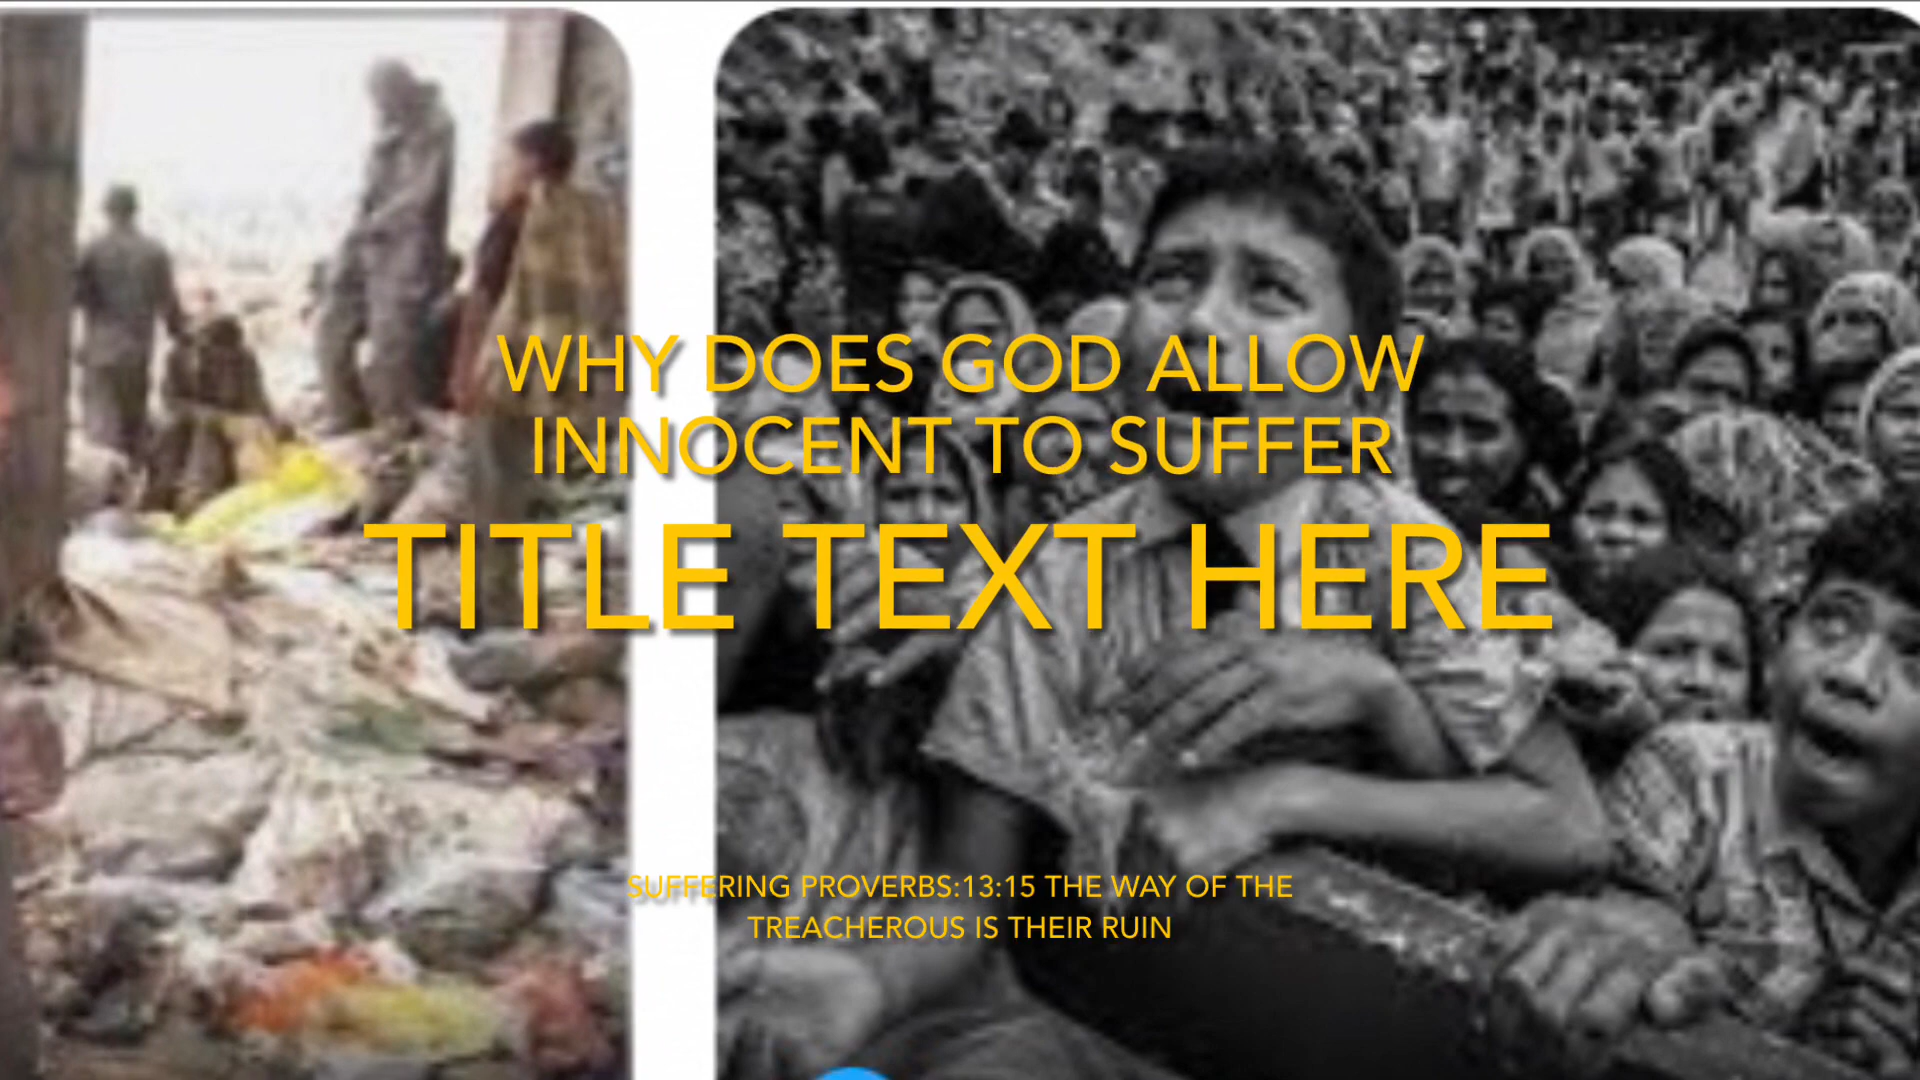 WHY DOES GOD ALLOW
INNOCENT TO SUFFER
TITLE TEXT HERE
SUFFERING PROVERBS:13:15 THE WAY OF THE
TREACHEROUS IS THEIR RUIN